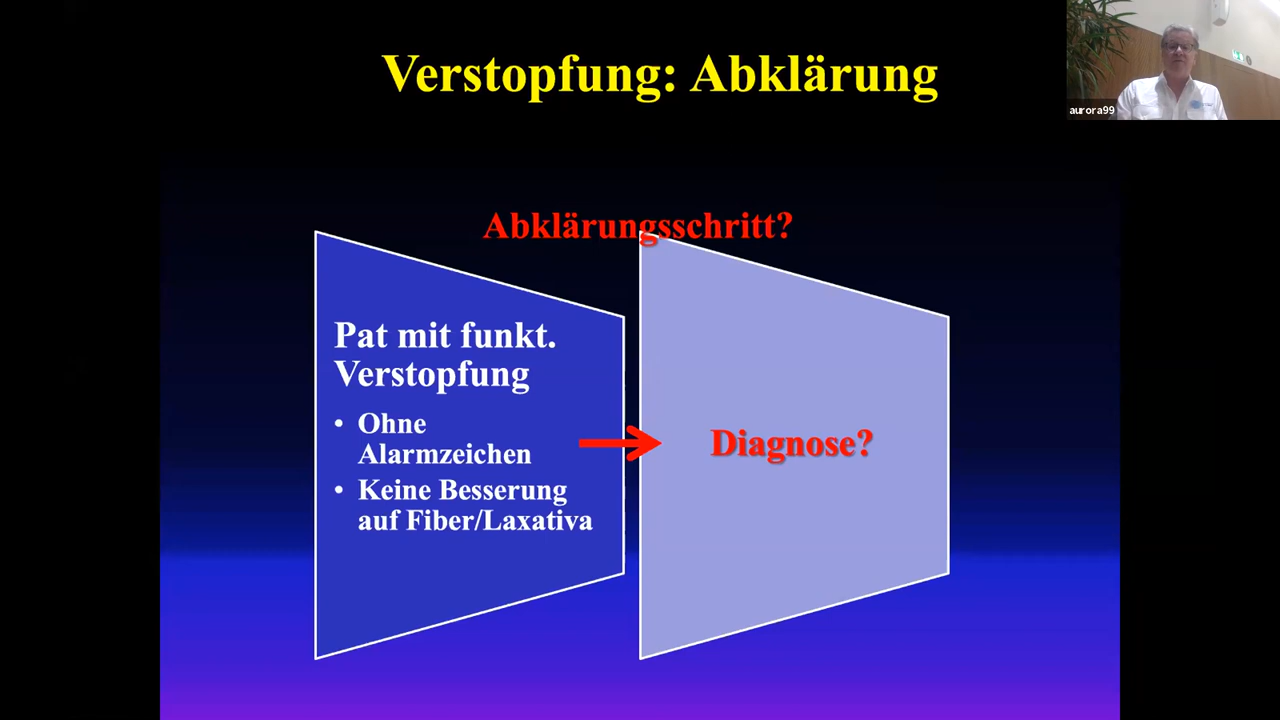 Verstopfung: Abklärung
aurora99
Abklärungsschritt?
Pat mit funkt.
Verstopfung
• Ohne
Alarmzeichen
• Keine Besserung
auf Fiber/Laxativa
Diagnose?